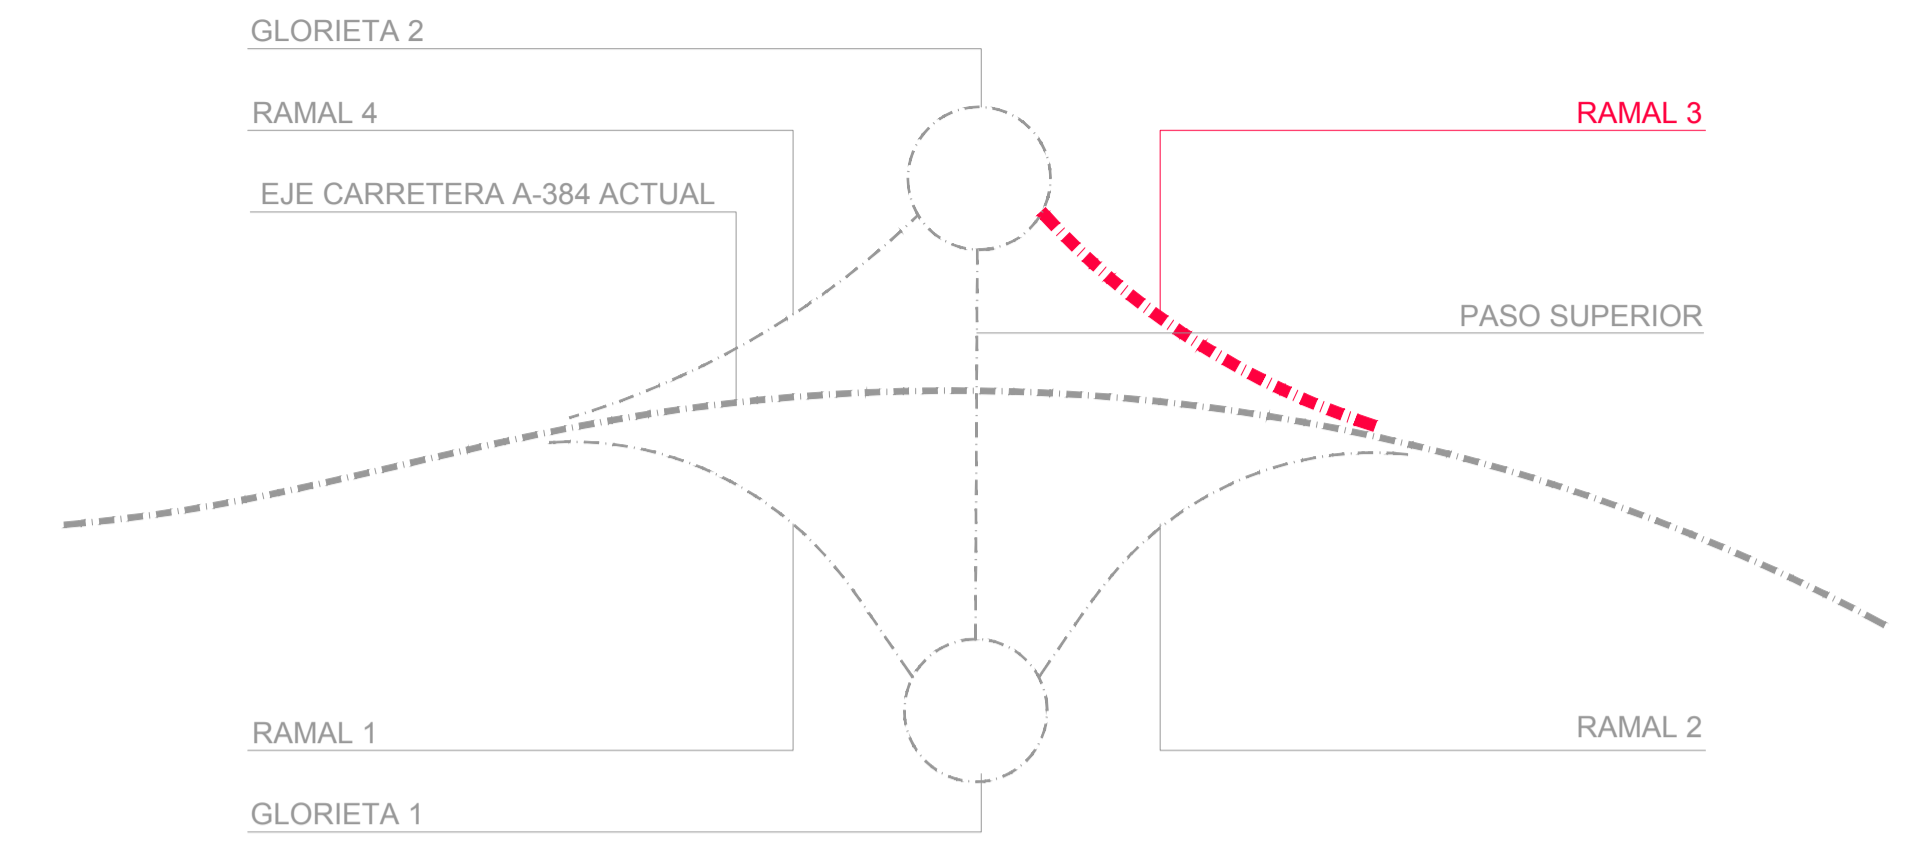 GLORIETA 2
RAMAL 4
RAMAL 3
EJE CARRETERA A-384 ACTUAL
PASO SUPERIOR
RAMAL 1
RAMAL 2
GLORIETA 1